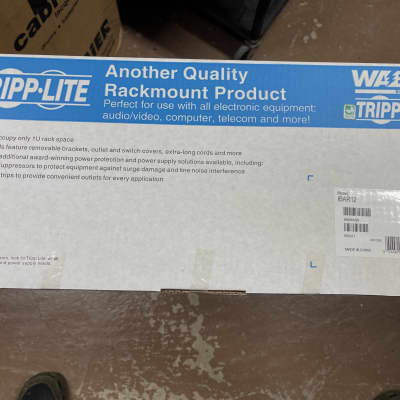 TRIPP·LITE
Another Quality
Rackmount Product
Perfect for use with all electronic equipment:
audio/video, computer, telecom and more!
WA
TRIPP
occupy only 1U rack space
feature removable brackets, outlet and switch covers, extra-long cords and more
additional award-winning power protection and power supply solutions available, including:
suppressors to protect equipment against surge damage and line noise interference
strips to provide convenient outlets for every application
IBAR12
MADE IN CHINA